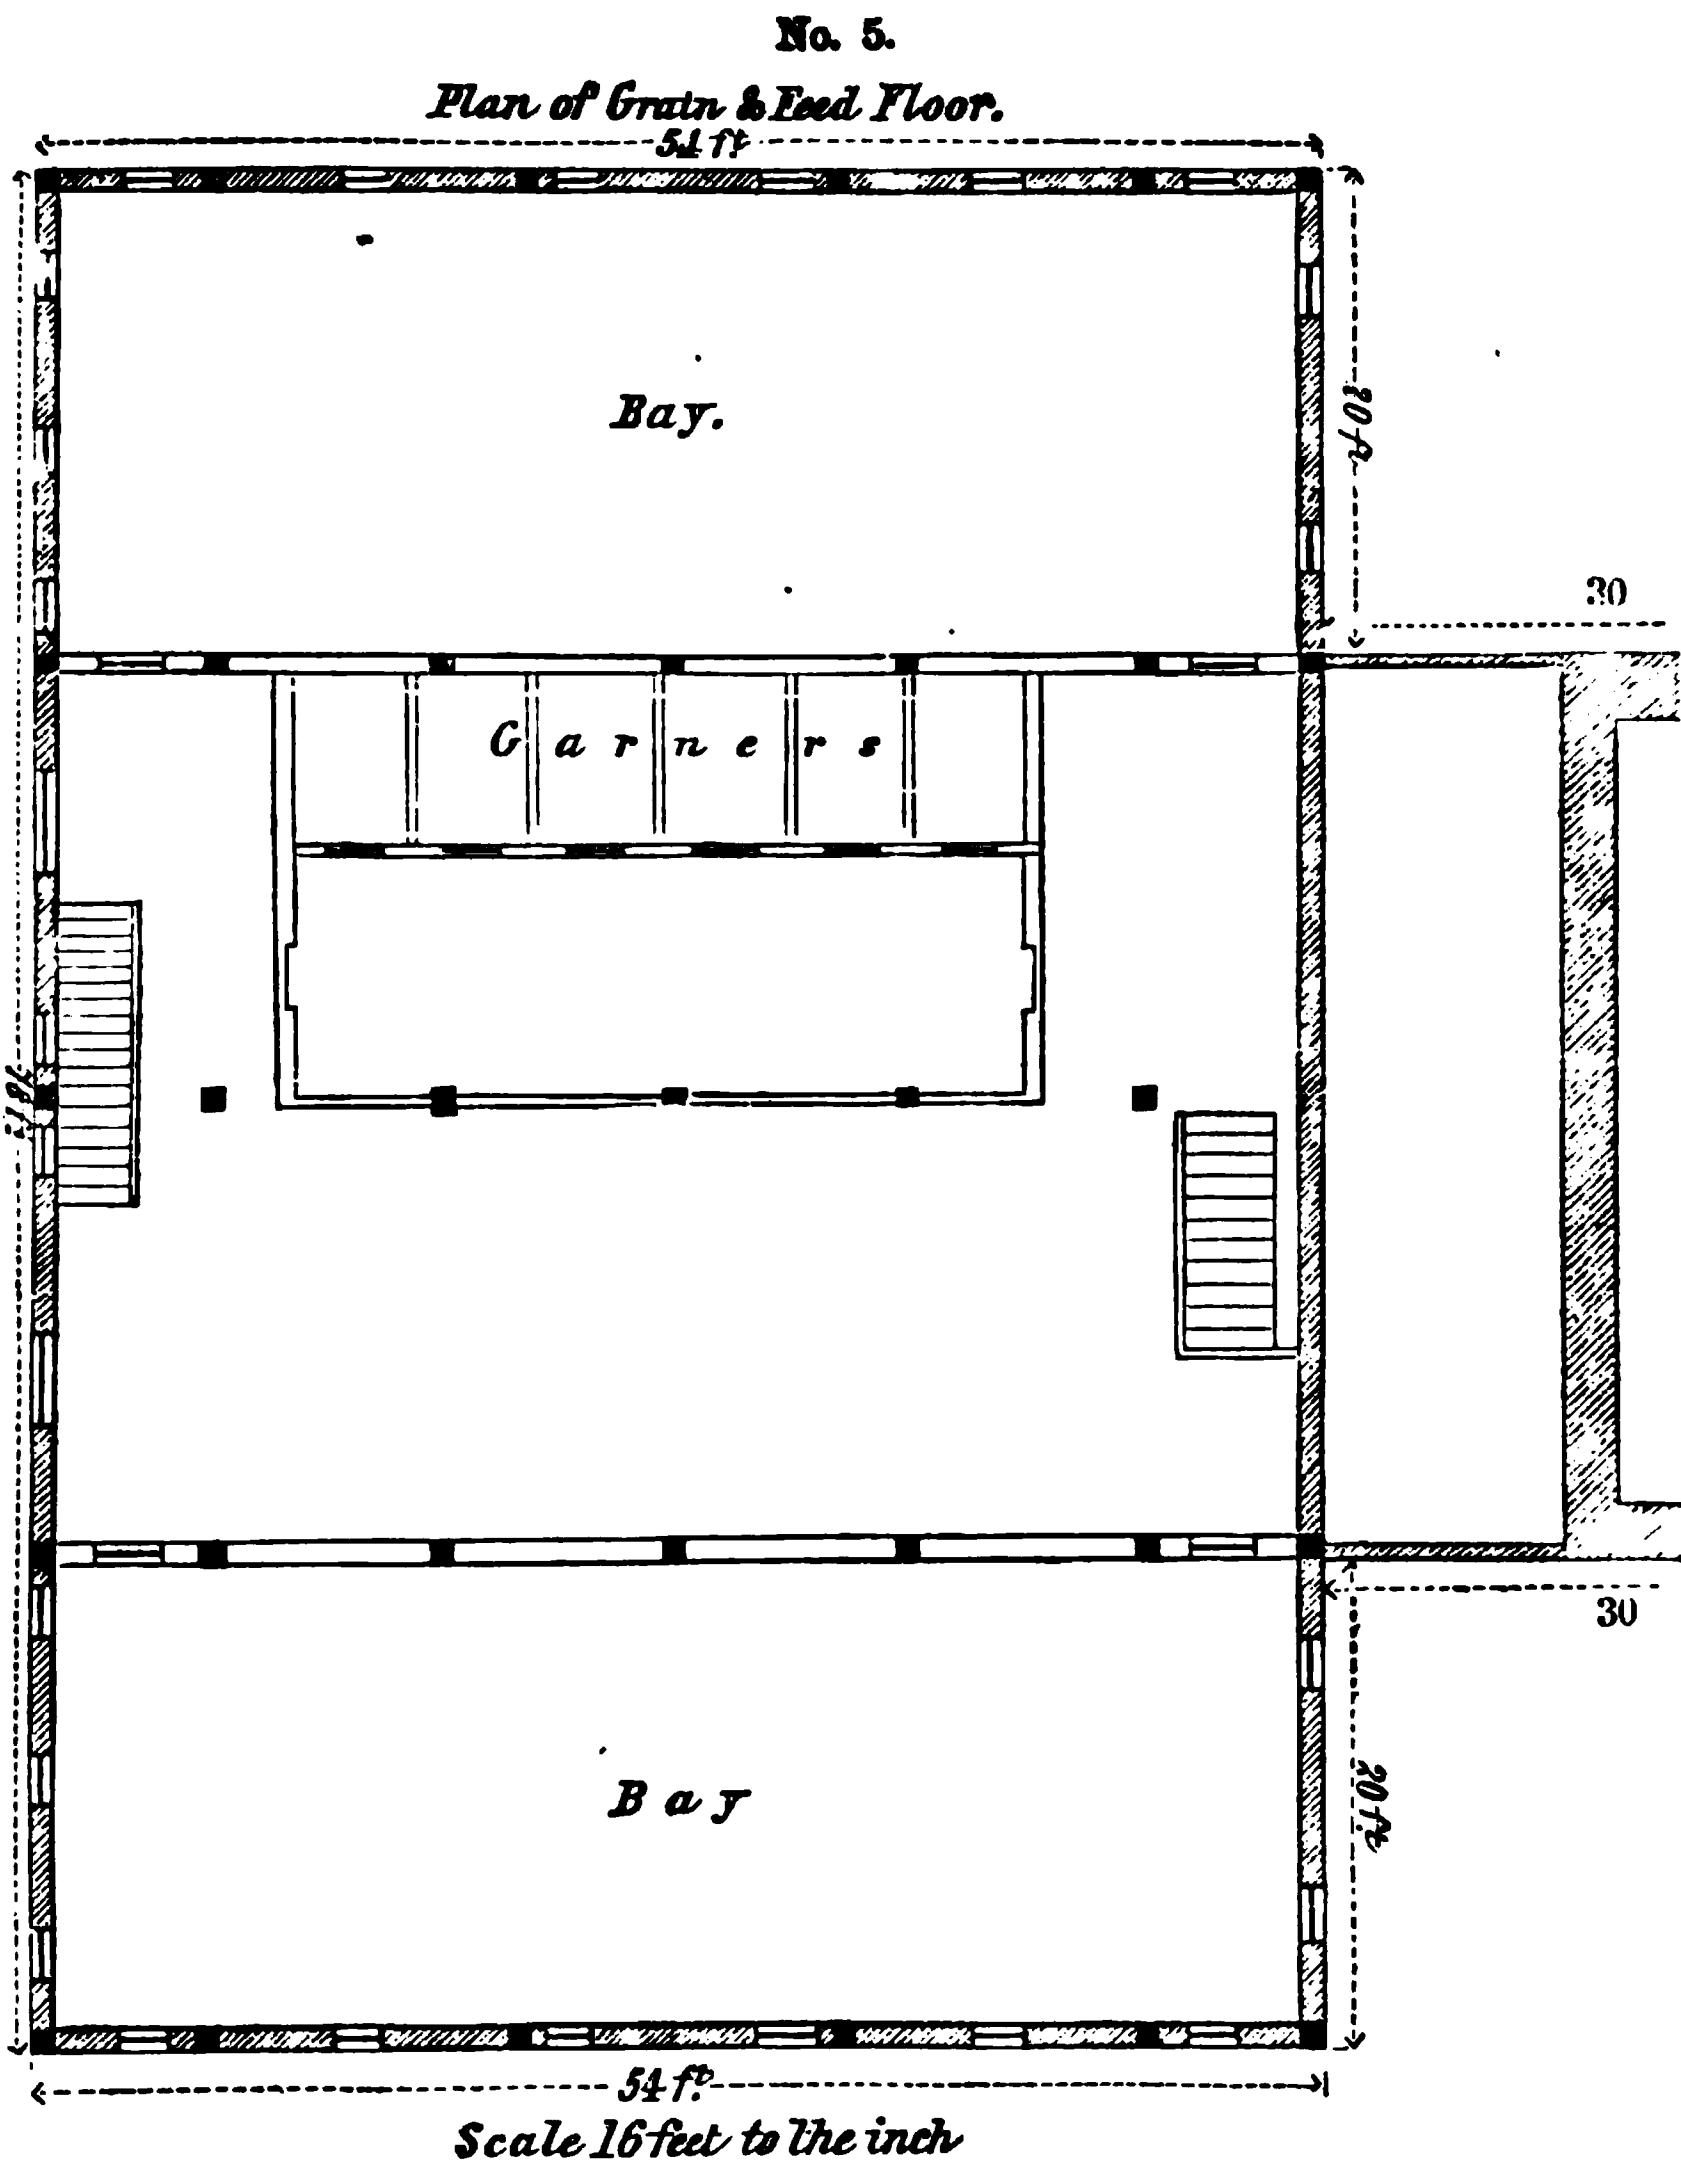 No. 5.
Plan of Grain & Feed Floor.
54 ft.
Bay.
20 ft
30
Garners
30
Bay
20 ft.
54 ft.
Scale 16 feet to the inch